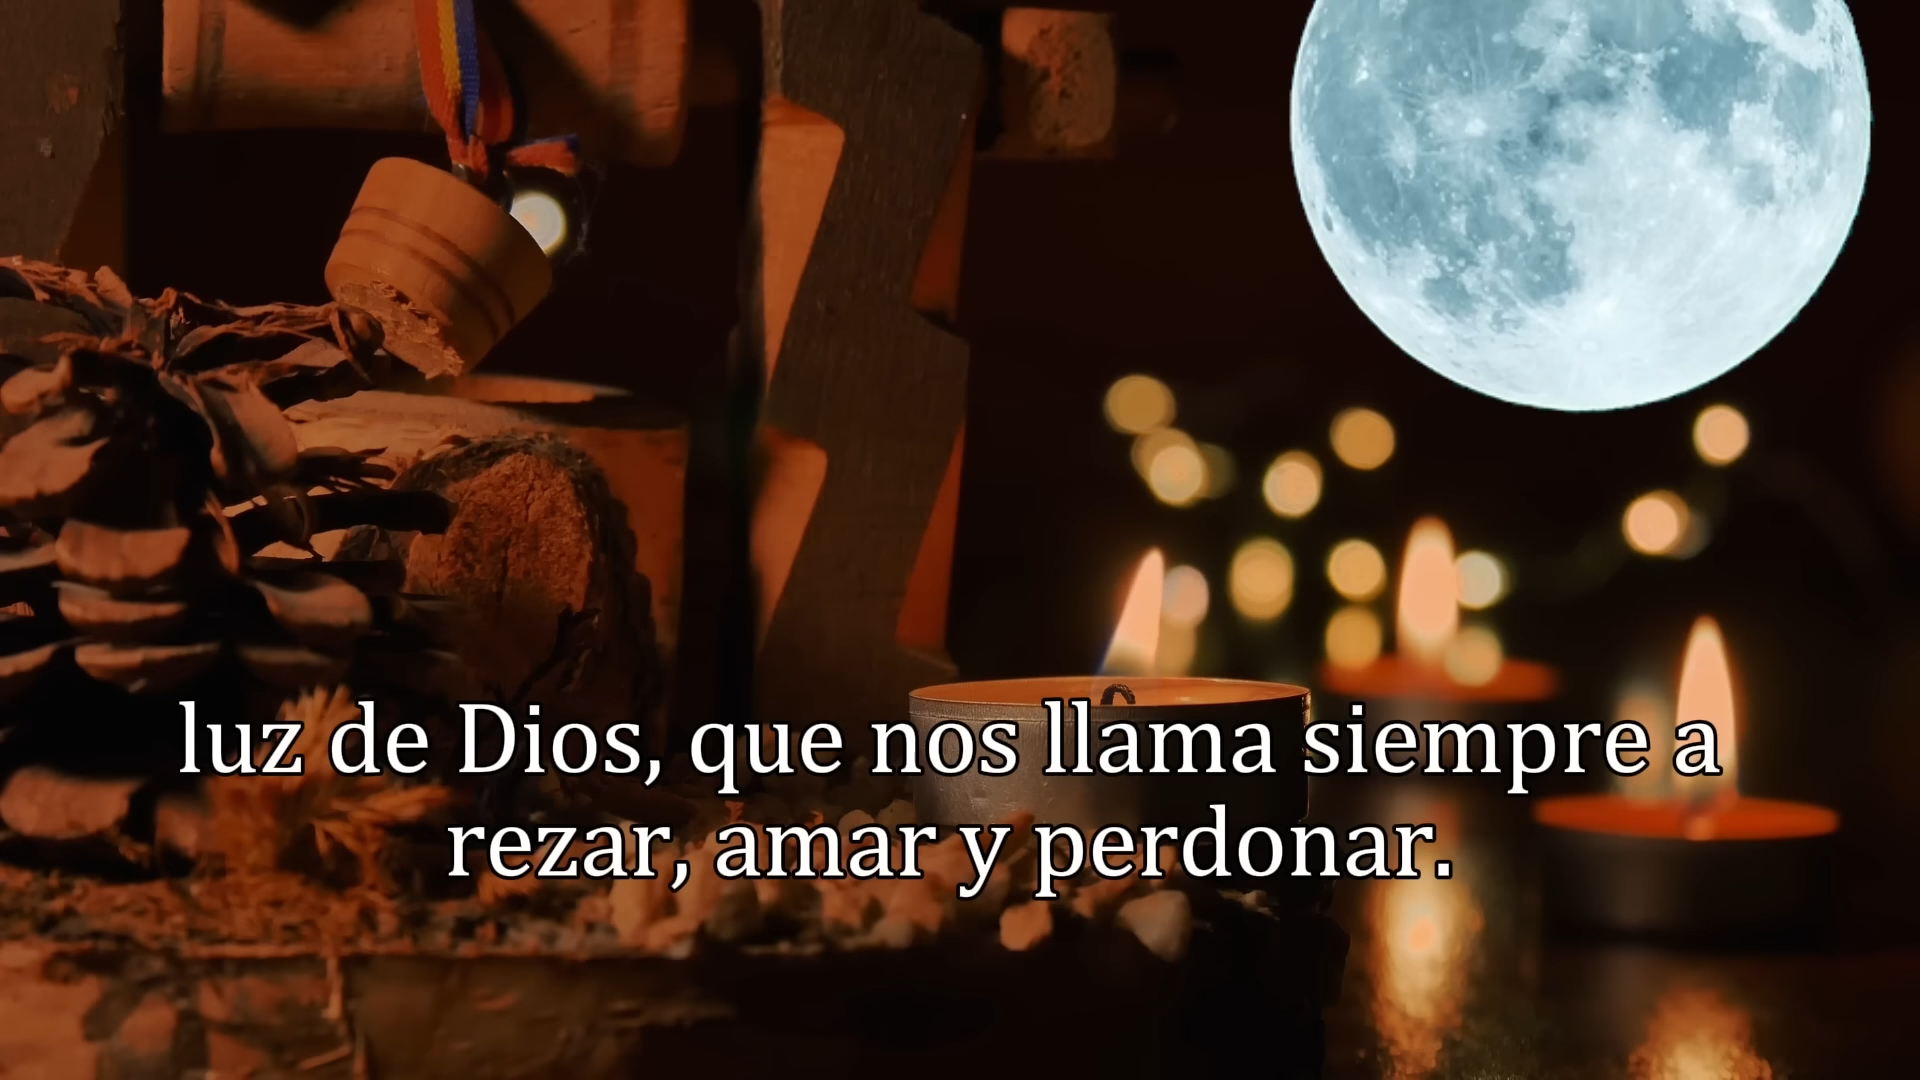 luz de Dios, que nos llama siempre a
rezar, amar y perdonar.